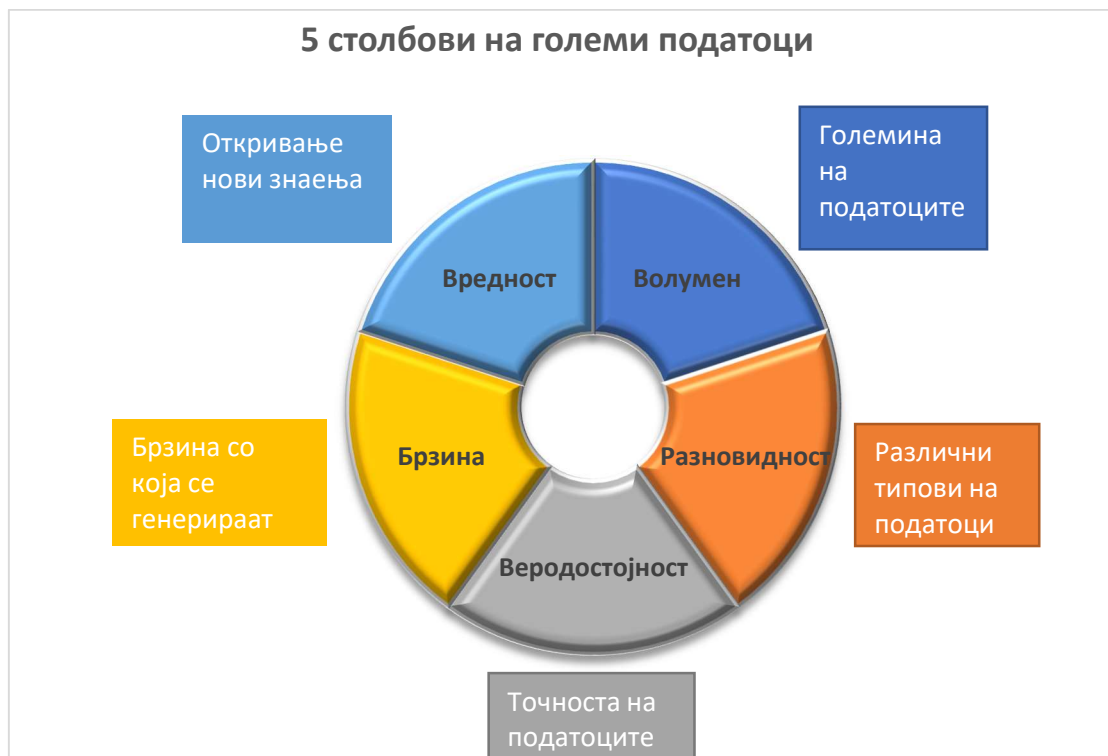 5 столбови на големи податоци
Откривање
нови знаења
Големина
на
податоците
Вредност
Волумен
Брзина со
која се
генерираат
Брзина
Разновидност
Различни
типови на
податоци
Веродостојност
Точноста на
податоците